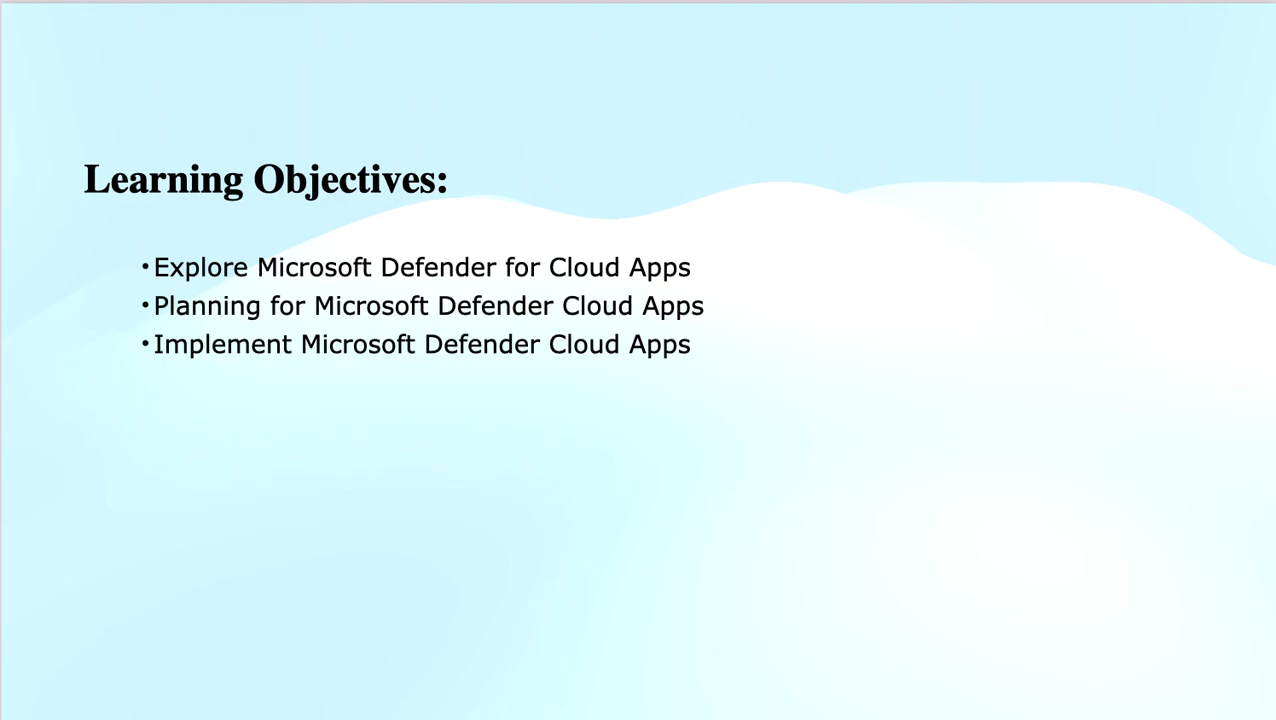 Learning Objectives:
•Explore Microsoft Defender for Cloud Apps
•Planning for Microsoft Defender Cloud Apps
•Implement Microsoft Defender Cloud Apps